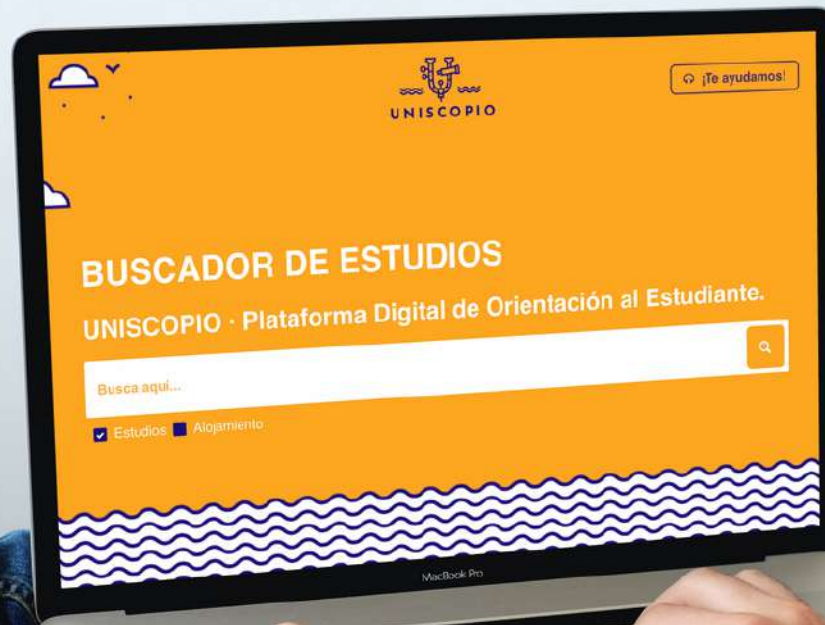 UNISCOPIO
¡Te ayudamos!
BUSCADOR DE ESTUDIOS
UNISCOPIO · Plataforma Digital de Orientación al Estudiante.
Busca aquí...
Estudios Alojamiento
MacBook Pro